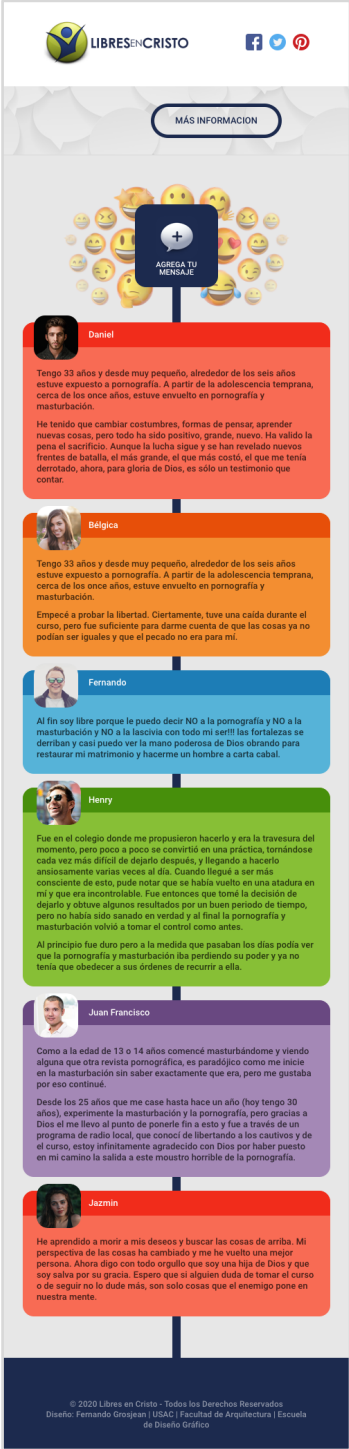 LIBRESENCRISTO
MÁS INFORMACION
AGREGA TU
MENSAJE
Daniel
Tengo 33 años y desde muy pequeño, alrededor de los seis años
estuve expuesto a pornografía. A partir de la adolescencia temprana,
cerca de los once años, estuve envuelto en pornografía y
masturbación.
He tenido que cambiar costumbres, formas de pensar, aprender
nuevas cosas, pero todo ha sido positivo, grande, nuevo. Ha valido la
pena el sacrificio. Aunque la lucha sigue y se han revelado nuevos
frentes de batalla, el más grande, el que más costó, el que me tenía
derrotado, ahora, para gloria de Dios, es sólo un testimonio que
contar.
Bélgica
Tengo 33 años y desde muy pequeño, alrededor de los seis años
estuve expuesto a pornografía. A partir de la adolescencia temprana,
cerca de los once años, estuve envuelto en pornografía y
masturbación.
Empecé a probar la libertad. Ciertamente, tuve una caída durante el
curso, pero fue suficiente para darme cuenta de que las cosas ya no
podían ser iguales y que el pecado no era para mí.
Fernando
Al fin soy libre porque le puedo decir NO a la pornografía y NO a la
masturbación y NO a la lascivia con todo mi ser!!! las fortalezas se
derriban y casi puedo ver la mano poderosa de Dios obrando para
restaurar mi matrimonio y hacerme un hombre a carta cabal.
Henry
Fue en el colegio donde me propusieron hacerlo y era la travesura del
momento, pero poco a poco se convirtió en una práctica, tornándose
cada vez más difícil de dejarlo después, y llegando a hacerlo
ansiosamente varias veces al día. Cuando llegué a ser más
consciente de esto, pude notar que se había vuelto en una atadura en
mí y que era incontrolable. Fue entonces que tomé la decisión de
dejarlo y obtuve algunos resultados por un buen periodo de tiempo,
pero no había sido sanado en verdad y al final la pornografía y
masturbación volvió a tomar el control como antes.
Al principio fue duro pero a la medida que pasaban los días podía ver
que la pornografía y masturbación iba perdiendo su poder y ya no
tenía que obedecer a sus órdenes de recurrir a ella.
Juan Francisco
Como a la edad de 13 o 14 años comencé masturbándome y viendo
alguna que otra revista pornográfica, es paradójico como me inicie
en la masturbación sin saber exactamente que era, pero me gustaba
por eso continué.
Desde los 25 años que me case hasta hace un año (hoy tengo 30
años), experimente la masturbación y la pornografía, pero gracias a
Dios el me llevo al punto de ponerle fin a esto y fue a través de un
programa de radio local, que conocí de libertando a los cautivos y de
el curso, estoy infinitamente agradecido con Dios por haber puesto
en mi camino la salida a este moustro horrible de la pornografía.
Jazmin
He aprendido a morir a mis deseos y buscar las cosas de arriba. Mi
perspectiva de las cosas ha cambiado y me he vuelto una mejor
persona. Ahora digo con todo orgullo que soy una hija de Dios y que
soy salva por su gracia. Espero que si alguien duda de tomar el curso
o de seguir no lo dude más, son solo cosas que el enemigo pone en
nuestra mente.
© 2020 Libres en Cristo - Todos los Derechos Reservados
Diseño: Fernando Grosjean | USAC | Facultad de Arquitectura | Escuela
de Diseño Gráfico